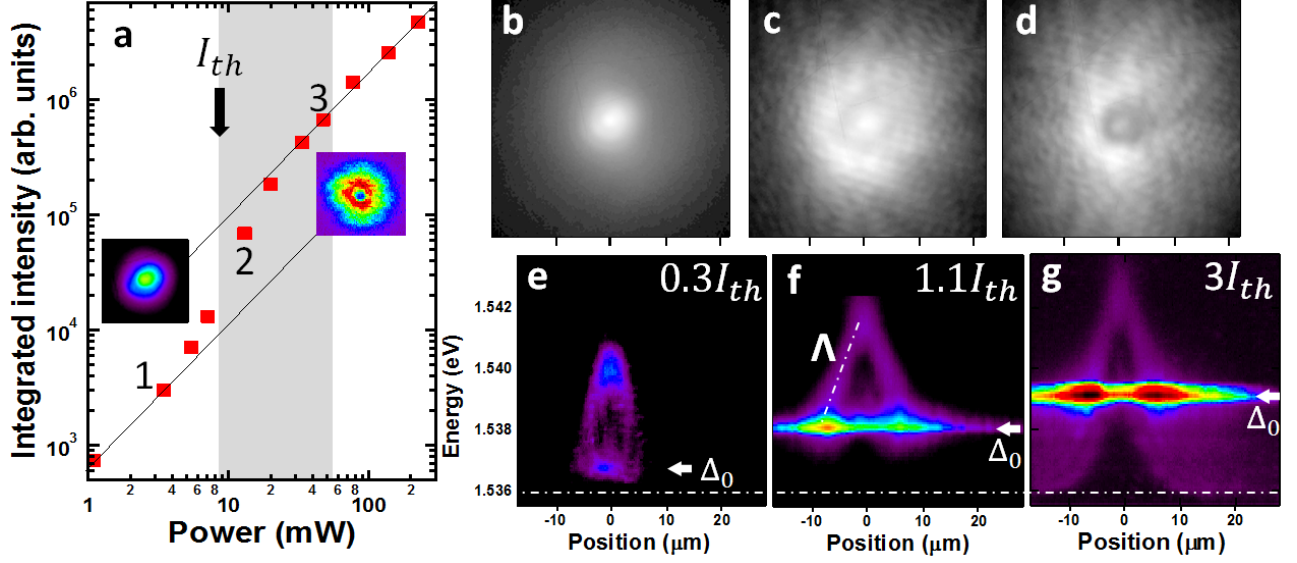 a
I_th
1
2
3
Integrated intensity (arb. units)
10^6
10^5
10^4
10^3
1 2 4 6 8 10 2 4 6 8 100 2
Power (mW)
b
c
d
e 0.3I_th
f 1.1I_th
g 3I_th
Λ
Δ_0
Δ_0
Δ_0
Energy (eV)
1.542
1.540
1.538
1.536
-10 0 10 20
-10 0 10 20
-10 0 10 20
Position (μm)
Position (μm)
Position (μm)